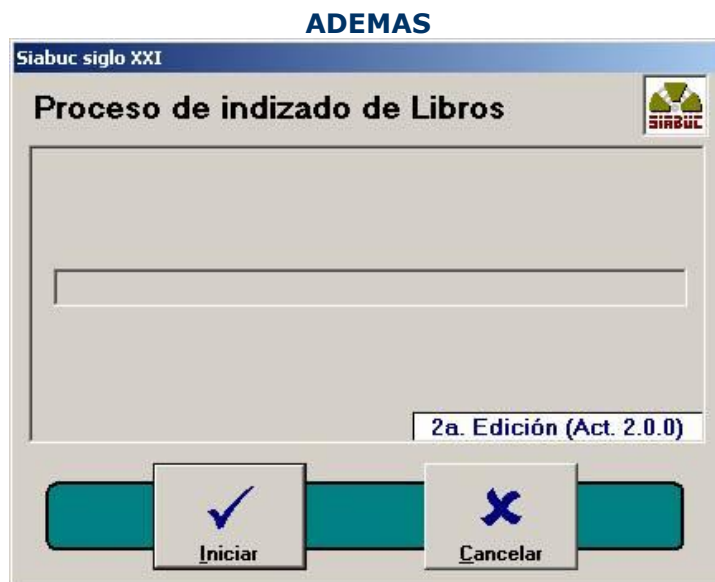 ADEMAS
Siabuc siglo XXI
Proceso de indizado de Libros
SIABUC
2a. Edición (Act. 2.0.0)
Iniciar
Cancelar